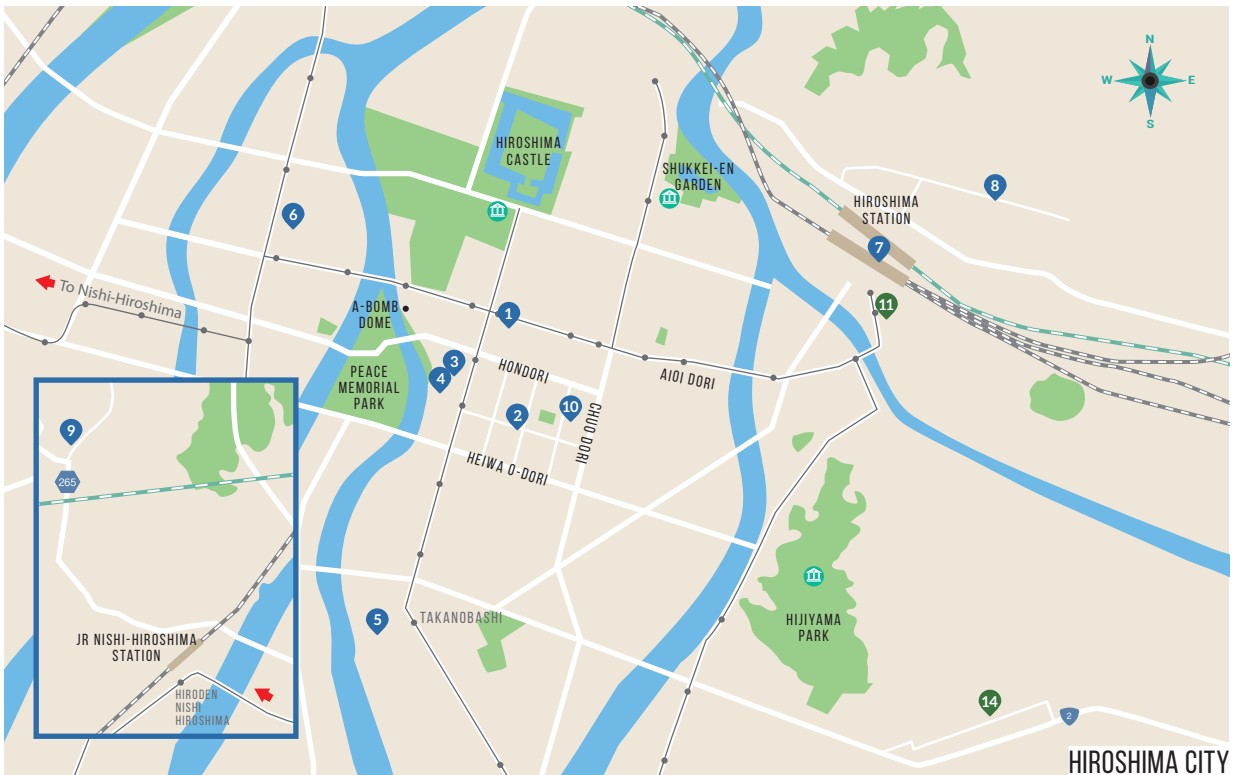 N
W
E
S
HIROSHIMA
CASTLE
SHUKKEI-EN
GARDEN
8
HIROSHIMA
STATION
6
7
To Nishi-Hiroshima
A-BOMB
DOME
1
11
PEACE
MEMORIAL
PARK
3
4
HONDORI
AIOI DORI
2
10
CHUO DORI
HEIWA O-DORI
9
265
5
TAKANOBASHI
HIJIYAMA
PARK
JR NISHI-HIROSHIMA
STATION
HIRODEN
NISHI
HIROSHIMA
14
2
HIROSHIMA CITY